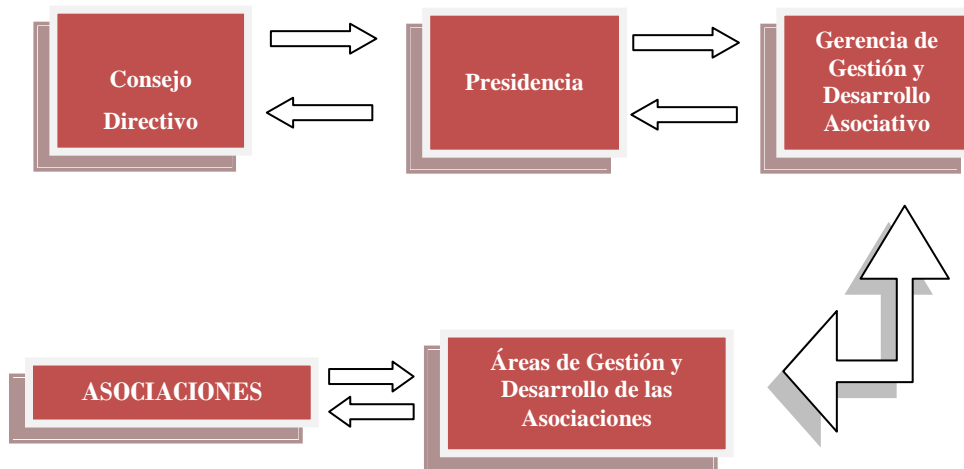 Consejo
Directivo
Presidencia
Gerencia de
Gestión y
Desarrollo
Asociativo
ASOCIACIONES
Áreas de Gestión y
Desarrollo de las
Asociaciones